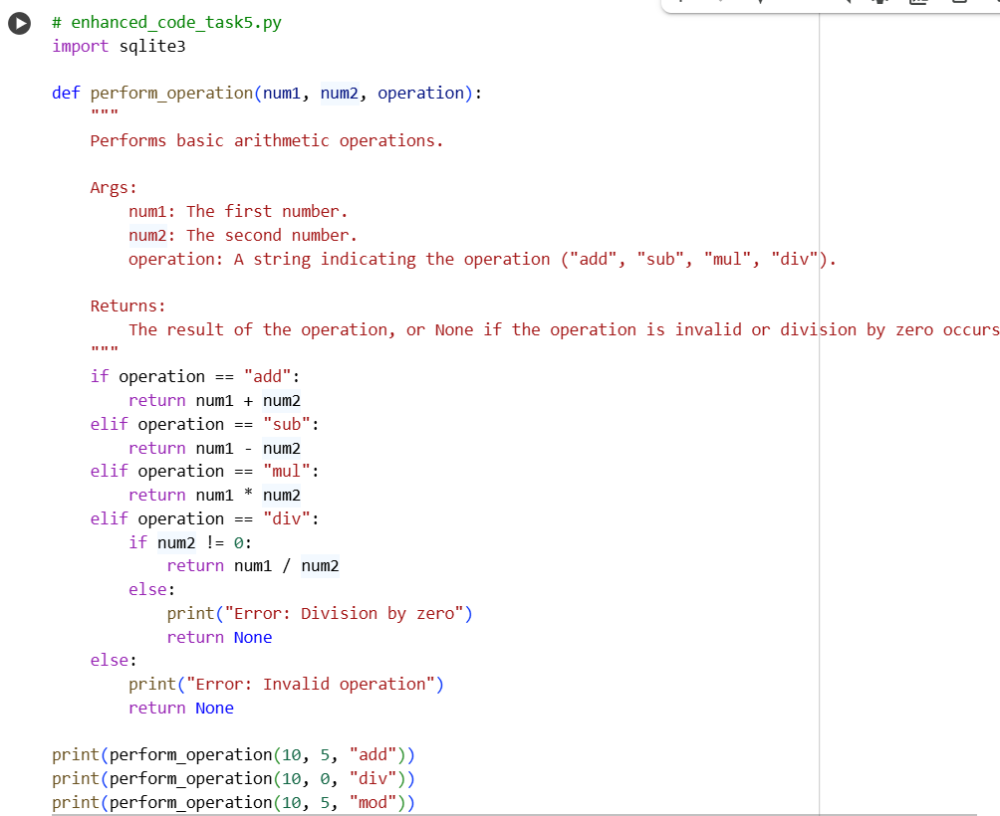 # enhanced_code_task5.py
import sqlite3

def perform_operation(num1, num2, operation):
    """
    Performs basic arithmetic operations.

    Args:
        num1: The first number.
        num2: The second number.
        operation: A string indicating the operation ("add", "sub", "mul", "div").

    Returns:
        The result of the operation, or None if the operation is invalid or division by zero occurs
    """
    if operation == "add":
        return num1 + num2
    elif operation == "sub":
        return num1 - num2
    elif operation == "mul":
        return num1 * num2
    elif operation == "div":
        if num2 != 0:
            return num1 / num2
        else:
            print("Error: Division by zero")
            return None
    else:
        print("Error: Invalid operation")
        return None

print(perform_operation(10, 5, "add"))
print(perform_operation(10, 0, "div"))
print(perform_operation(10, 5, "mod"))